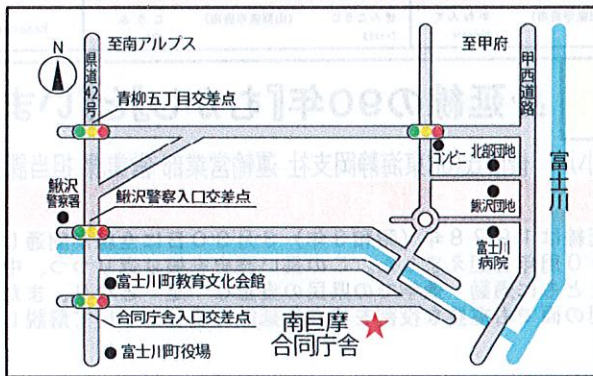 N
至南アルプス
至甲府
県道42号
甲西道路
青柳五丁目交差点
コンビニ
北部団地
鰍沢警察署
鰍沢警察入口交差点
鰍沢団地
富士川
富士川病院
富士川町教育文化会館
合同庁舎入口交差点
南巨摩合同庁舎
富士川町役場